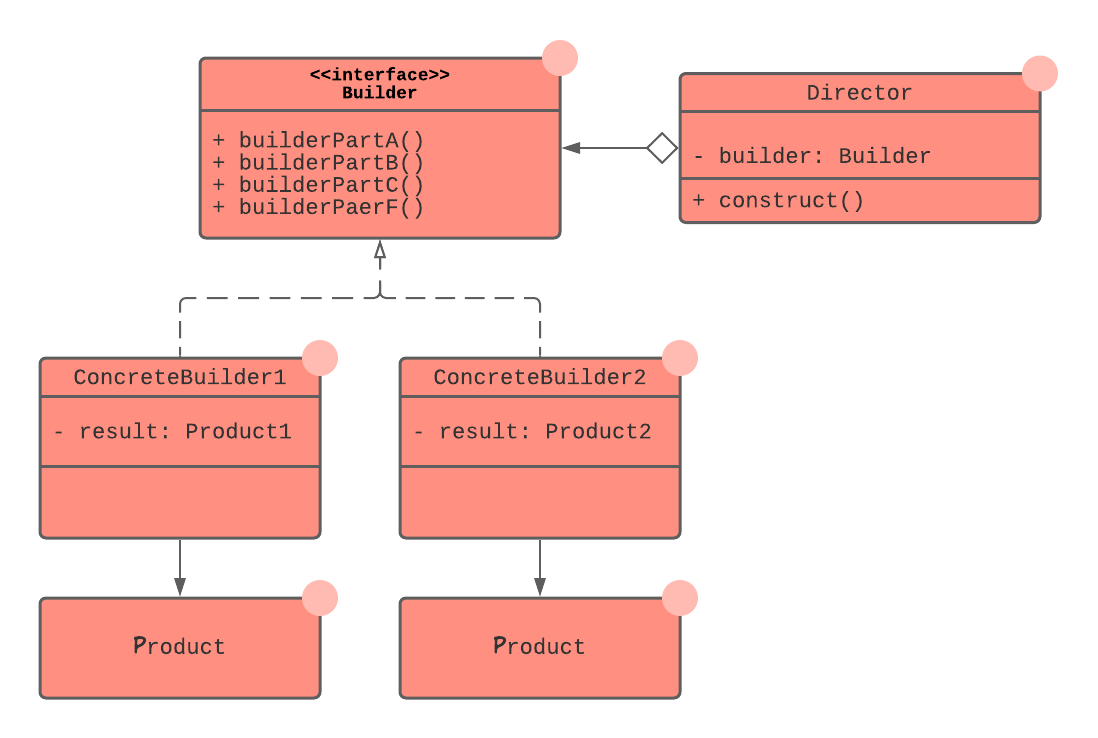 <<interface>>
Builder
+ builderPartA()
+ builderPartB()
+ builderPartC()
+ builderPaerF()
Director
- builder: Builder
+ construct()
ConcreteBuilder1
- result: Product1
ConcreteBuilder2
- result: Product2
Product
Product